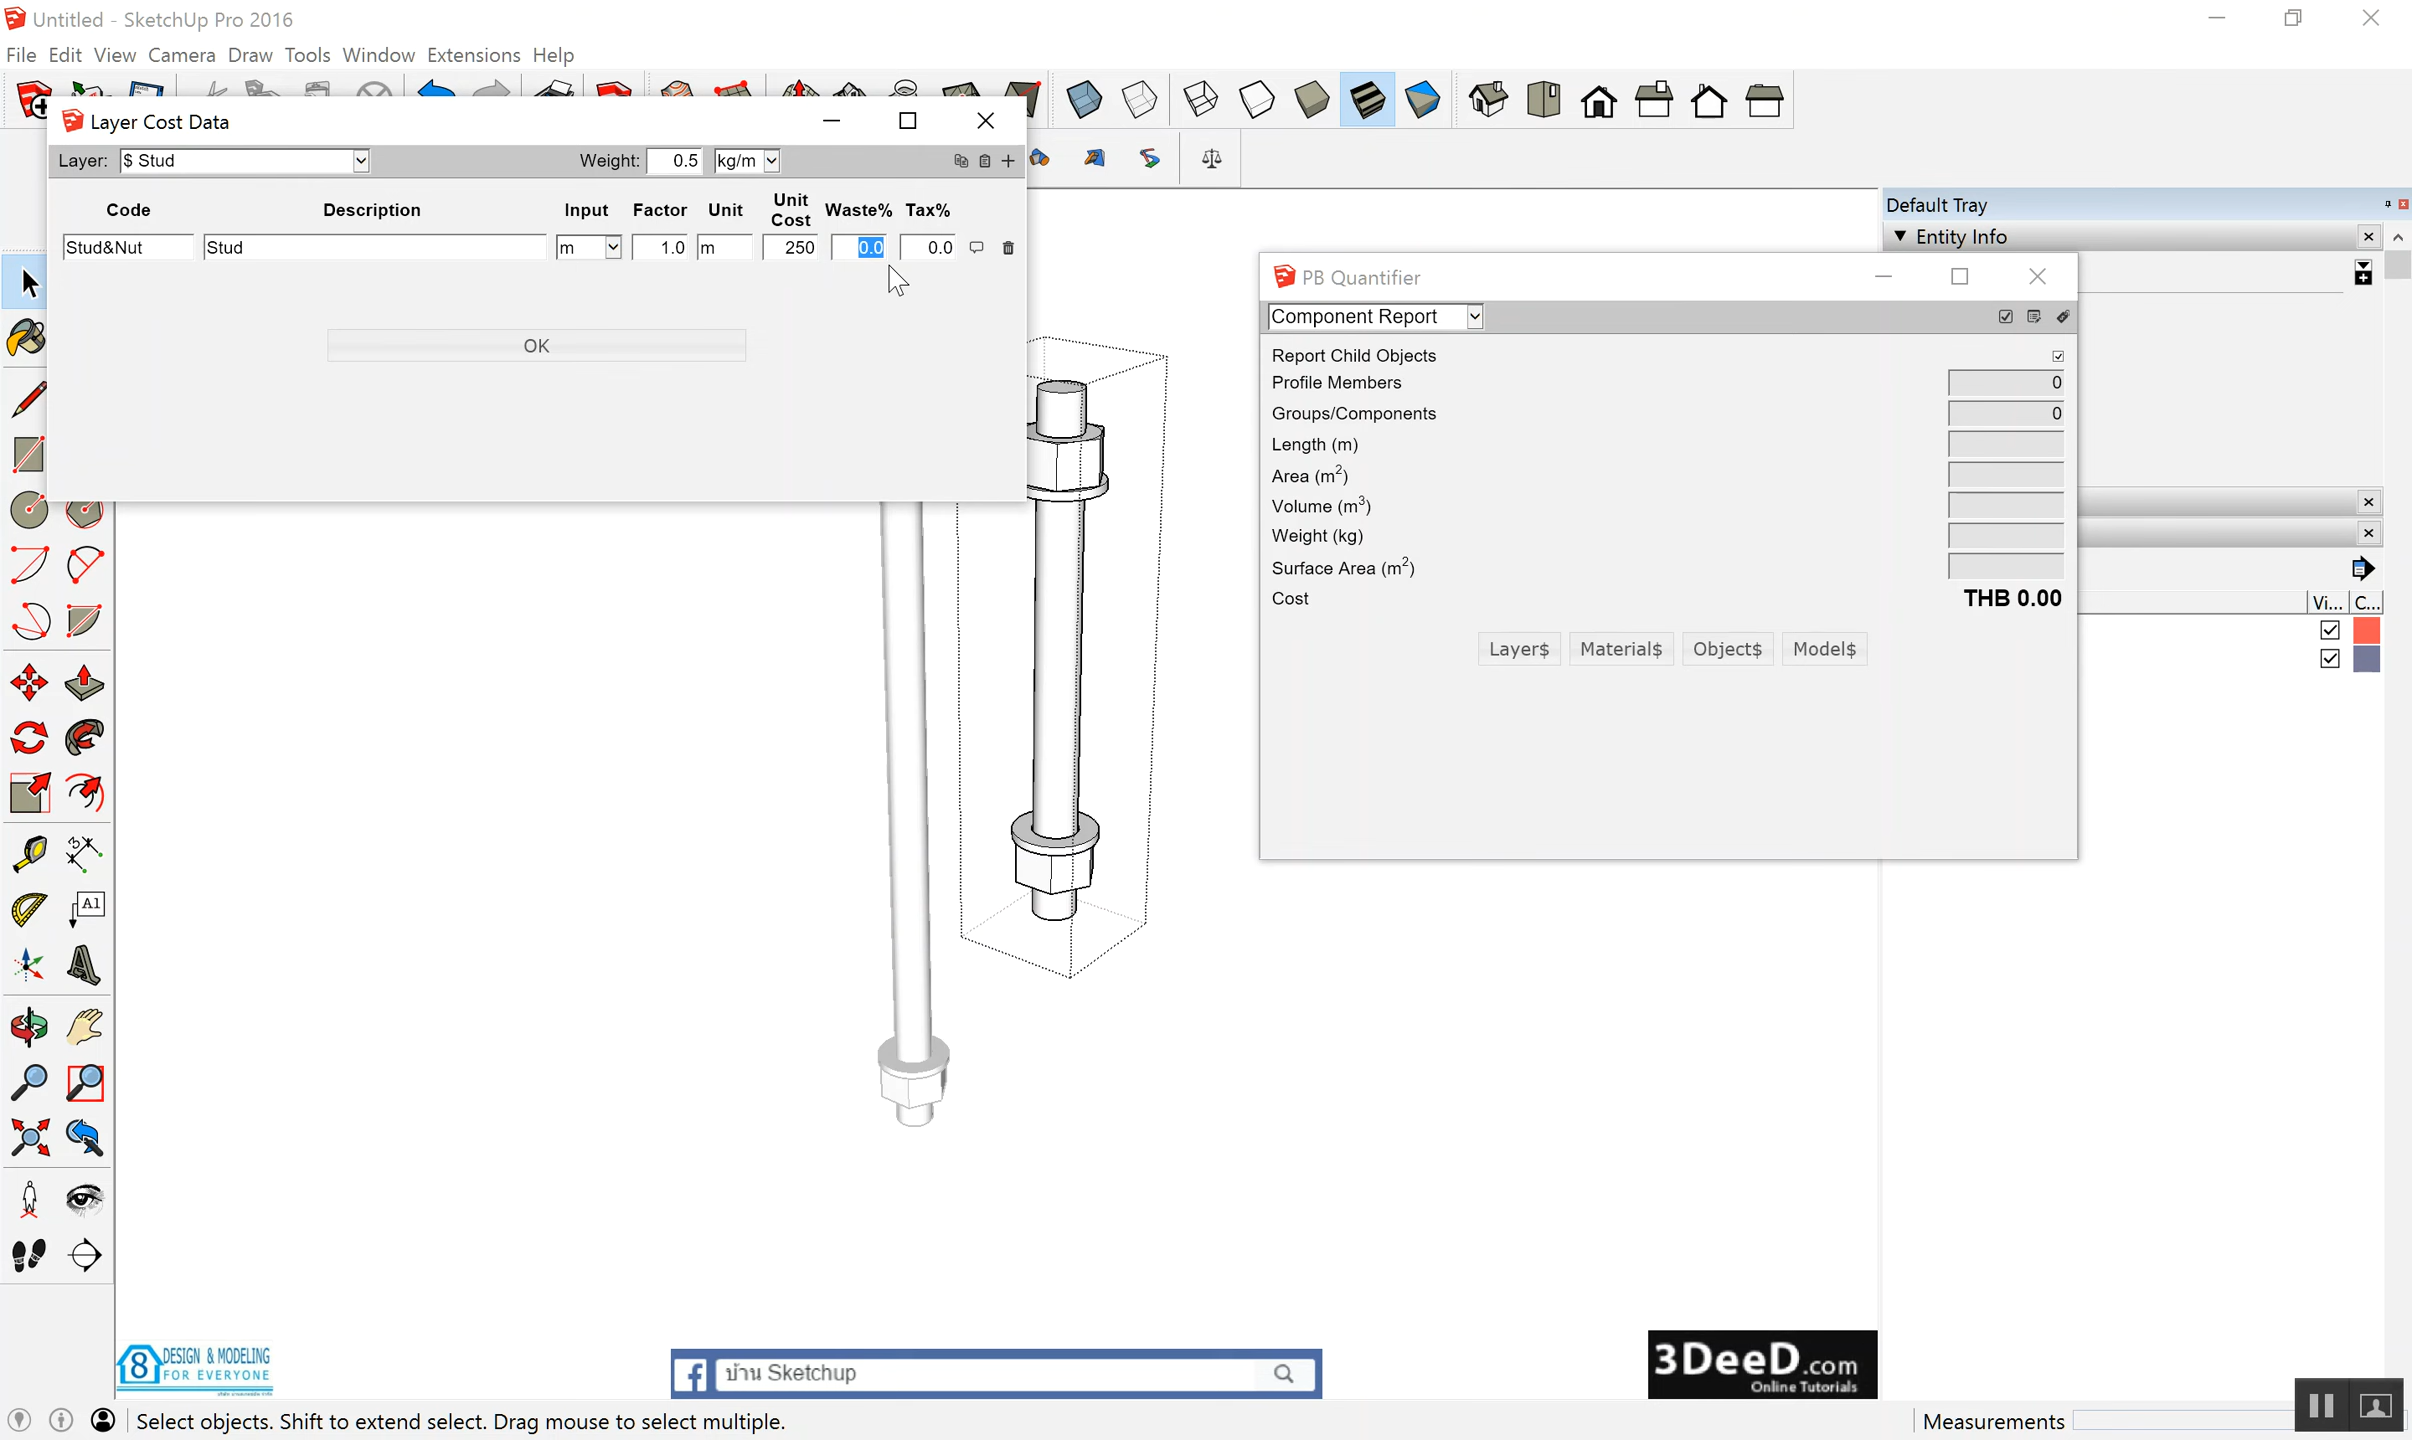 Untitled - SketchUp Pro 2016
File Edit View Camera Draw Tools Window Extensions Help
Layer Cost Data
Layer: $ Stud Weight: 0.5 kg/m
Code Description Input Factor Unit Unit Cost Waste% Tax%
Stud&Nut Stud m 1.0 m 250 0.0 0.0
OK
Default Tray
Entity Info
PB Quantifier
Component Report
Report Child Objects
Profile Members 0
Groups/Components 0
Length (m)
Area (m²)
Volume (m³)
Weight (kg)
Surface Area (m²)
Cost THB 0.00
Layer$ Material$ Object$ Model$
Vi... C...
A1
8 DESIGN & MODELING
FOR EVERYONE
f บ้าน Sketchup
3DeeD.com
Online Tutorials
Select objects. Shift to extend select. Drag mouse to select multiple.
Measurements